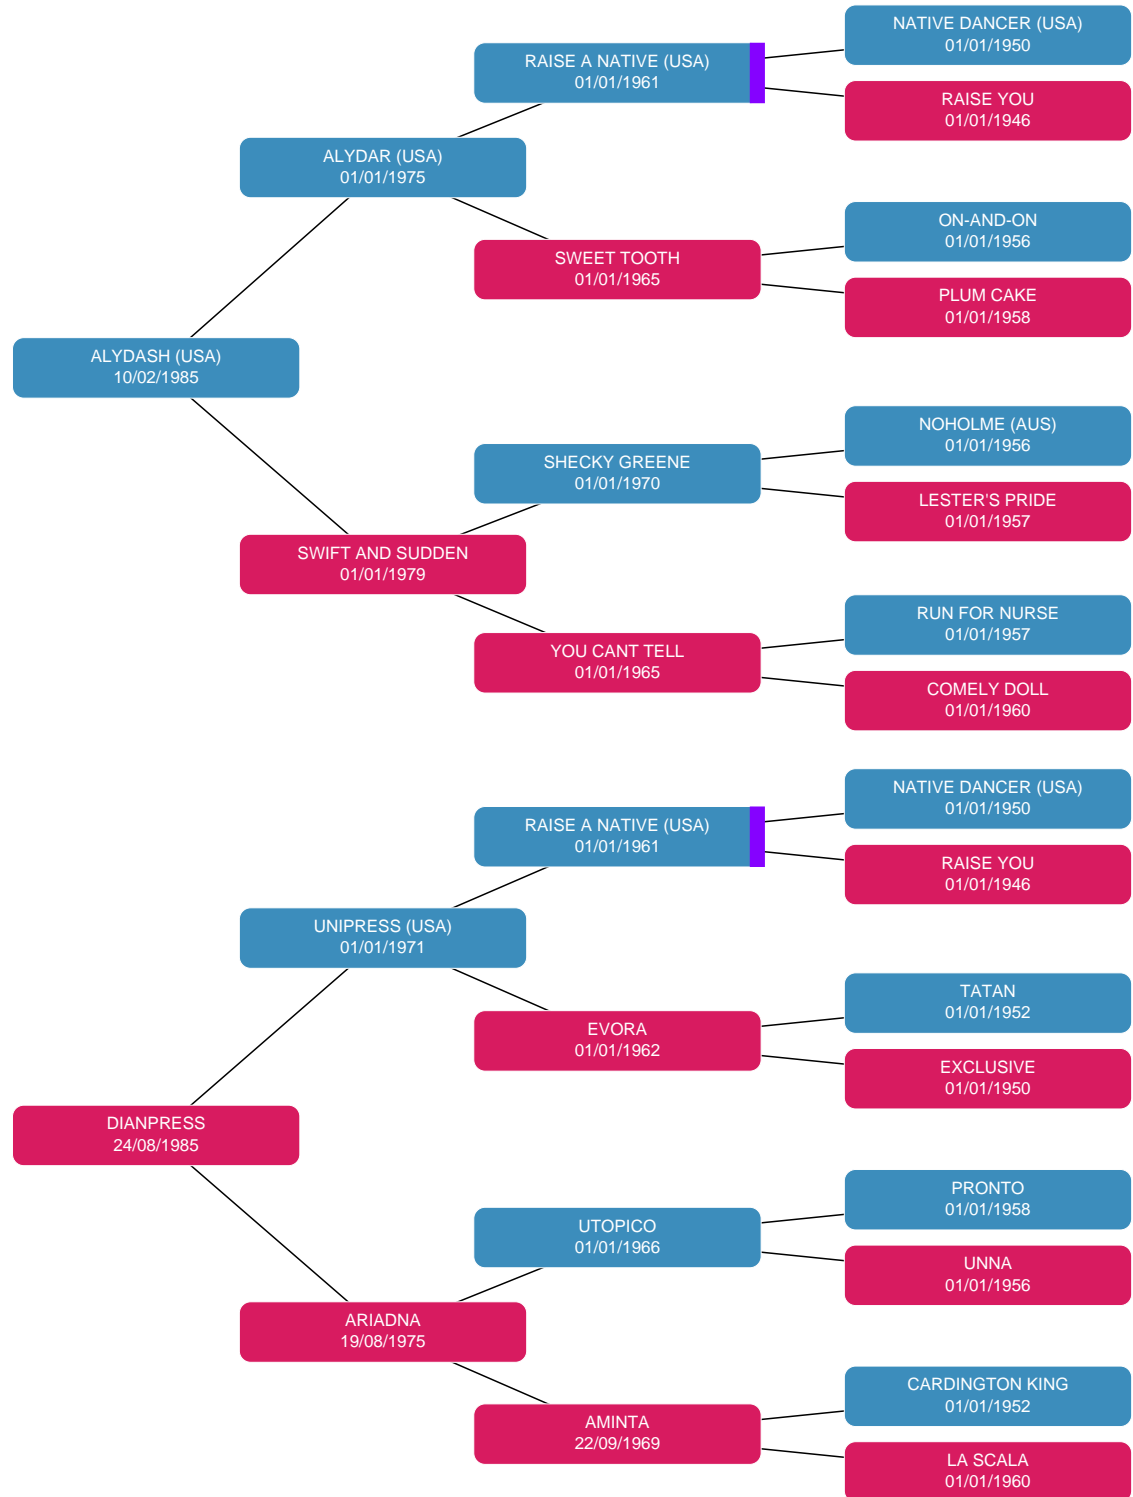 NATIVE DANCER (USA)
01/01/1950
RAISE A NATIVE (USA)
01/01/1961
RAISE YOU
01/01/1946
ALYDAR (USA)
01/01/1975
ON-AND-ON
01/01/1956
SWEET TOOTH
01/01/1965
PLUM CAKE
01/01/1958
ALYDASH (USA)
10/02/1985
NOHOLME (AUS)
01/01/1956
SHECKY GREENE
01/01/1970
LESTER'S PRIDE
01/01/1957
SWIFT AND SUDDEN
01/01/1979
RUN FOR NURSE
01/01/1957
YOU CANT TELL
01/01/1965
COMELY DOLL
01/01/1960
NATIVE DANCER (USA)
01/01/1950
RAISE A NATIVE (USA)
01/01/1961
RAISE YOU
01/01/1946
UNIPRESS (USA)
01/01/1971
TATAN
01/01/1952
EVORA
01/01/1962
EXCLUSIVE
01/01/1950
DIANPRESS
24/08/1985
PRONTO
01/01/1958
UTOPICO
01/01/1966
UNNA
01/01/1956
ARIADNA
19/08/1975
CARDINGTON KING
01/01/1952
AMINTA
22/09/1969
LA SCALA
01/01/1960